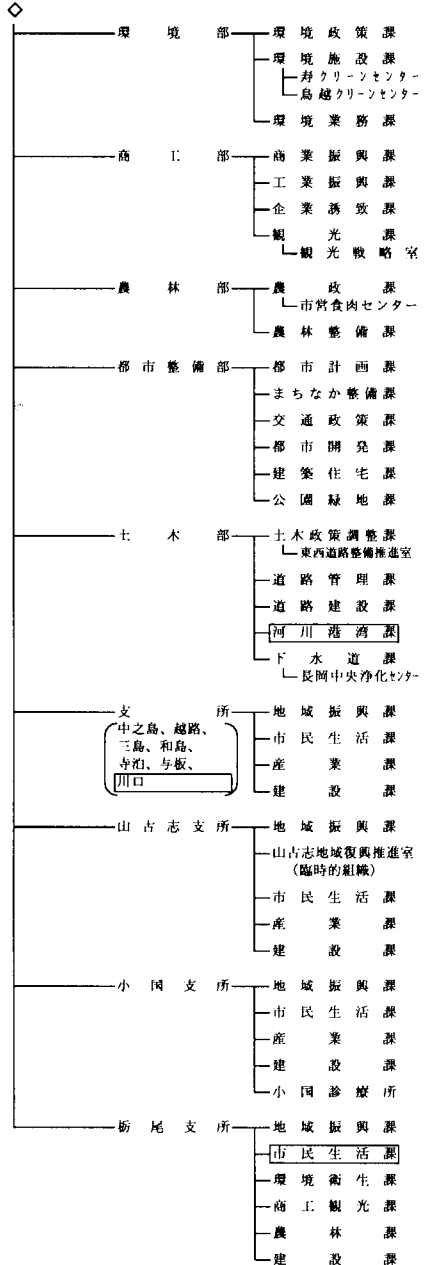 ◇
環境部
環境政策課
環境施設課
寿クリーンセンター
鳥越クリーンセンター
環境業務課
商工部
商業振興課
工業振興課
企業誘致課
観光課
観光戦略室
農林部
農政課
市営食肉センター
農林整備課
都市整備部
都市計画課
まちなか整備課
交通政策課
都市開発課
建築住宅課
公園緑地課
土木部
土木政策調整課
東西道路整備推進室
道路管理課
道路建設課
河川港湾課
下水道課
長岡中央浄化センター
支所
中之島、越路、
三島、和島、
寺泊、与板、
川口
地域振興課
市民生活課
産業課
建設課
山古志支所
地域振興課
山古志地域復興推進室
(臨時的組織)
市民生活課
産業課
建設課
小国支所
地域振興課
市民生活課
産業課
建設課
小国診療所
栃尾支所
地域振興課
市民生活課
環境衛生課
商工観光課
農林課
建設課